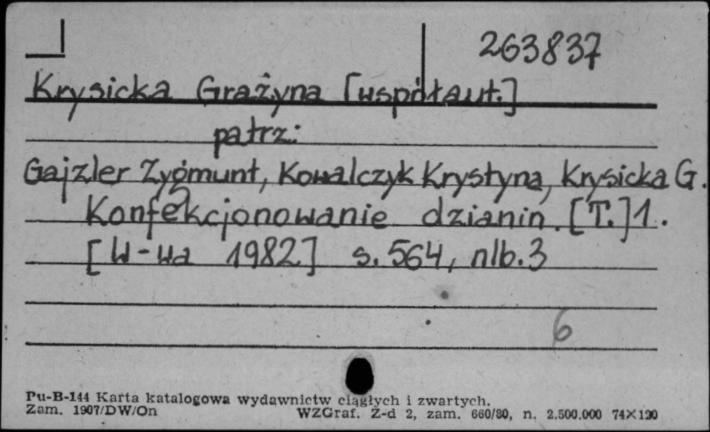 263837
Krysicka Grażyna [współaut.]
patrz:
Gajzler Zygmunt, Kowalczyk Krystyna, Krysicka G.
Konfekcjonowanie dzianin. [T.]1.
[W-wa 1982] s. 564, nlb. 3
6
Pu-B-144 Karta katalogowa wydawnictw ciągłych i zwartych.
Zam. 1907/DW/On WZGraf. Z-d 2, zam. 660/80, n. 2.500.000 74×120